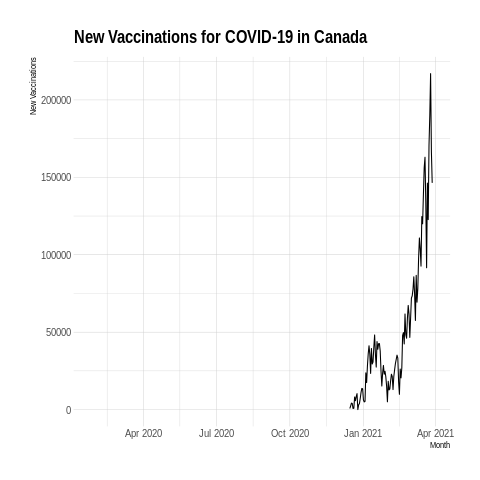 New Vaccinations for COVID-19 in Canada
New Vaccinations
200000
150000
100000
50000
0
Apr 2020 Jul 2020 Oct 2020 Jan 2021 Apr 2021
Month